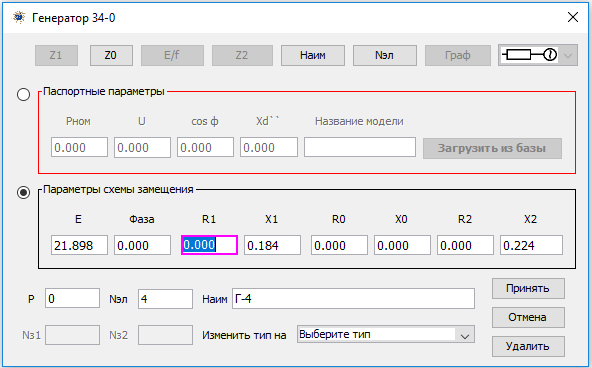 Генератор 34-0
Z1 Z0 E/f Z2 Наим Nэл Граф
Паспортные параметры
Рном U cos ф Xd`` Название модели
0.000 0.000 0.000 0.000 Загрузить из базы
Параметры схемы замещения
E Фаза R1 X1 R0 X0 R2 X2
21.898 0.000 0.000 0.184 0.000 0.000 0.000 0.224
Р 0 Nэл 4 Наим Г-4 Принять
Отмена
Nз1 Nз2 Изменить тип на Выберите тип
Удалить